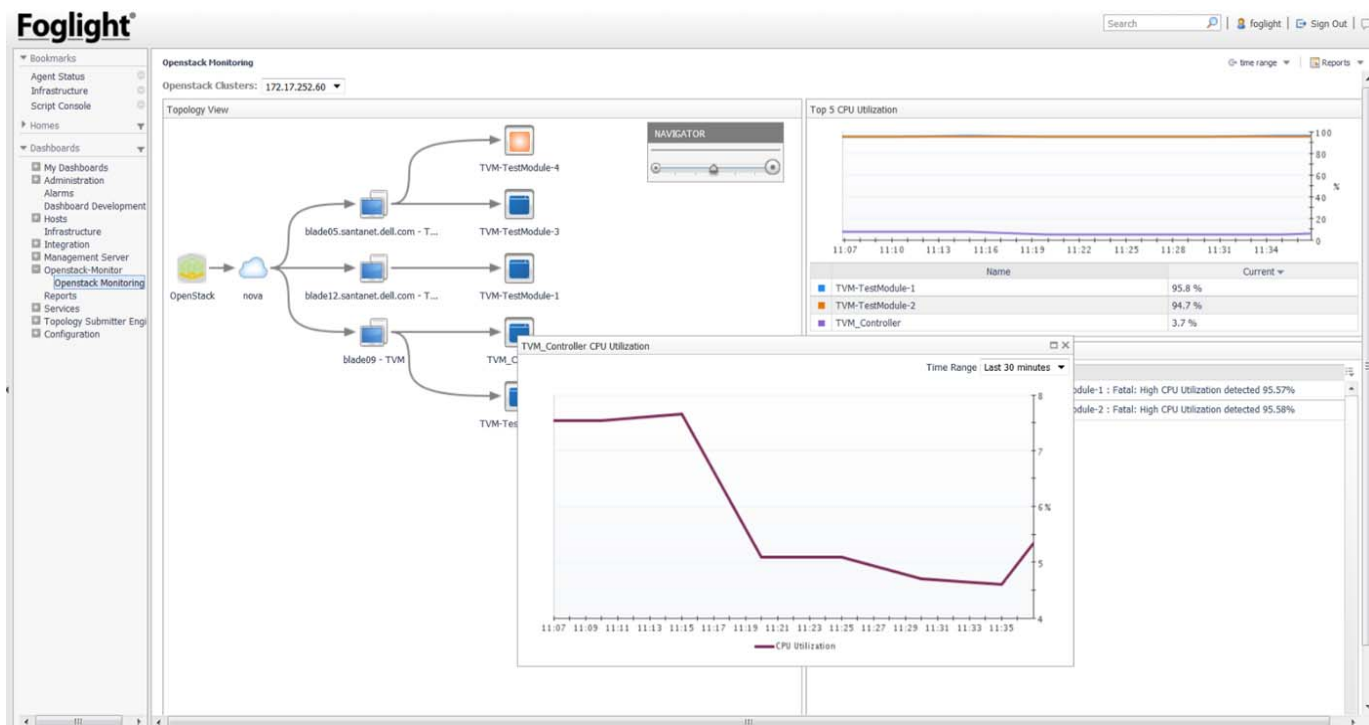 Foglight®
Search
foglight
Sign Out
Bookmarks
Agent Status
Infrastructure
Script Console
Homes
Dashboards
My Dashboards
Administration
Alarms
Dashboard Development
Hosts
Infrastructure
Integration
Management Server
Openstack-Monitor
Openstack Monitoring
Reports
Services
Topology Submitter Engi
Configuration
Openstack Monitoring
time range
Reports
Openstack Clusters: 172.17.252.60
Topology View
NAVIGATOR
TVM-TestModule-4
blade05.santanet.dell.com - T...
TVM-TestModule-3
OpenStack
nova
blade12.santanet.dell.com - T...
TVM-TestModule-1
blade09 - TVM
TVM_C
TVM-Tes
Top 5 CPU Utilization
100
80
60
%
40
20
0
11:07 11:10 11:13 11:16 11:19 11:22 11:25 11:28 11:31 11:34
Name Current
TVM-TestModule-1 95.8 %
TVM-TestModule-2 94.7 %
TVM_Controller 3.7 %
odule-1 : Fatal: High CPU Utilization detected 95.57%
odule-2 : Fatal: High CPU Utilization detected 95.58%
TVM_Controller CPU Utilization
Time Range Last 30 minutes
8
7
6 %
5
4
11:07 11:09 11:11 11:13 11:15 11:17 11:19 11:21 11:23 11:25 11:27 11:29 11:31 11:33 11:35
CPU Utilization